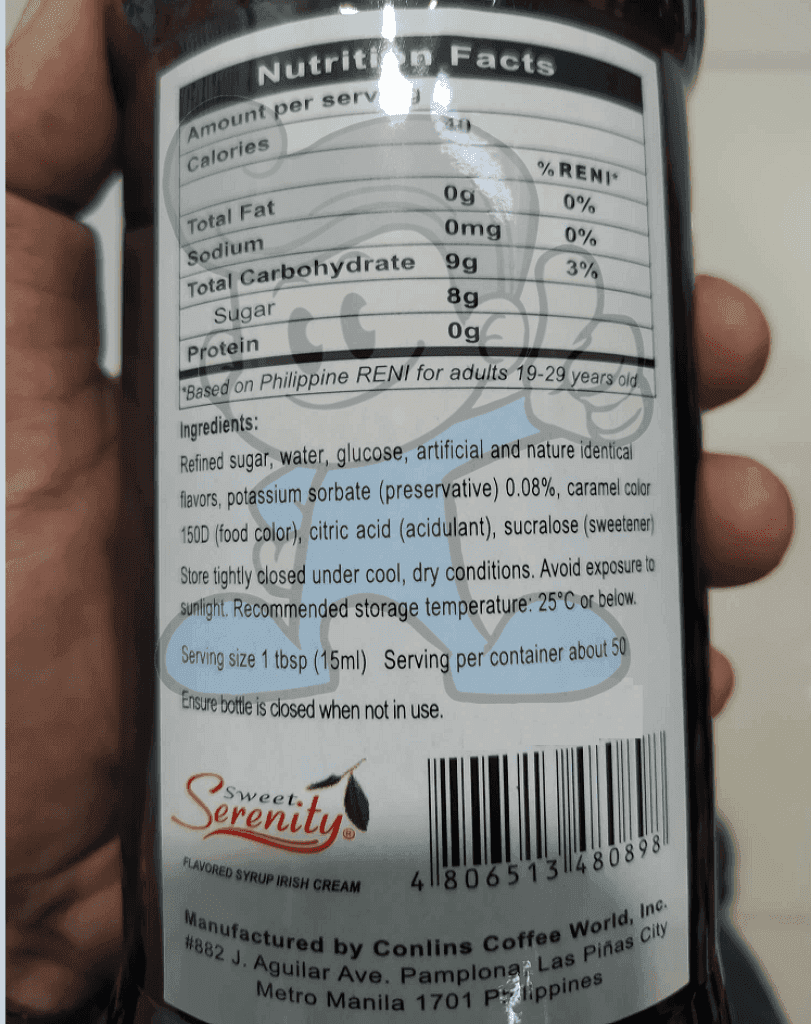 Nutrition Facts
Amount per serving
Calories
%RENI*
Total Fat 0g 0%
Sodium 0mg 0%
Total Carbohydrate 9g 3%
Sugar 8g
Protein 0g
*Based on Philippine RENI for adults 19-29 years old
Ingredients:
Refined sugar, water, glucose, artificial and nature identical
flavors, potassium sorbate (preservative) 0.08%, caramel color
150D (food color), citric acid (acidulant), sucralose (sweetener)
Store tightly closed under cool, dry conditions. Avoid exposure to
sunlight. Recommended storage temperature: 25°C or below.
Serving size 1 tbsp (15ml) Serving per container about 50
Ensure bottle is closed when not in use.
Sweet
Serenity®
FLAVORED SYRUP IRISH CREAM
4 806513 480898
Manufactured by Conlins Coffee World, Inc.
#882 J. Aguilar Ave. Pamplona, Las Piñas City
Metro Manila 1701 Philippines